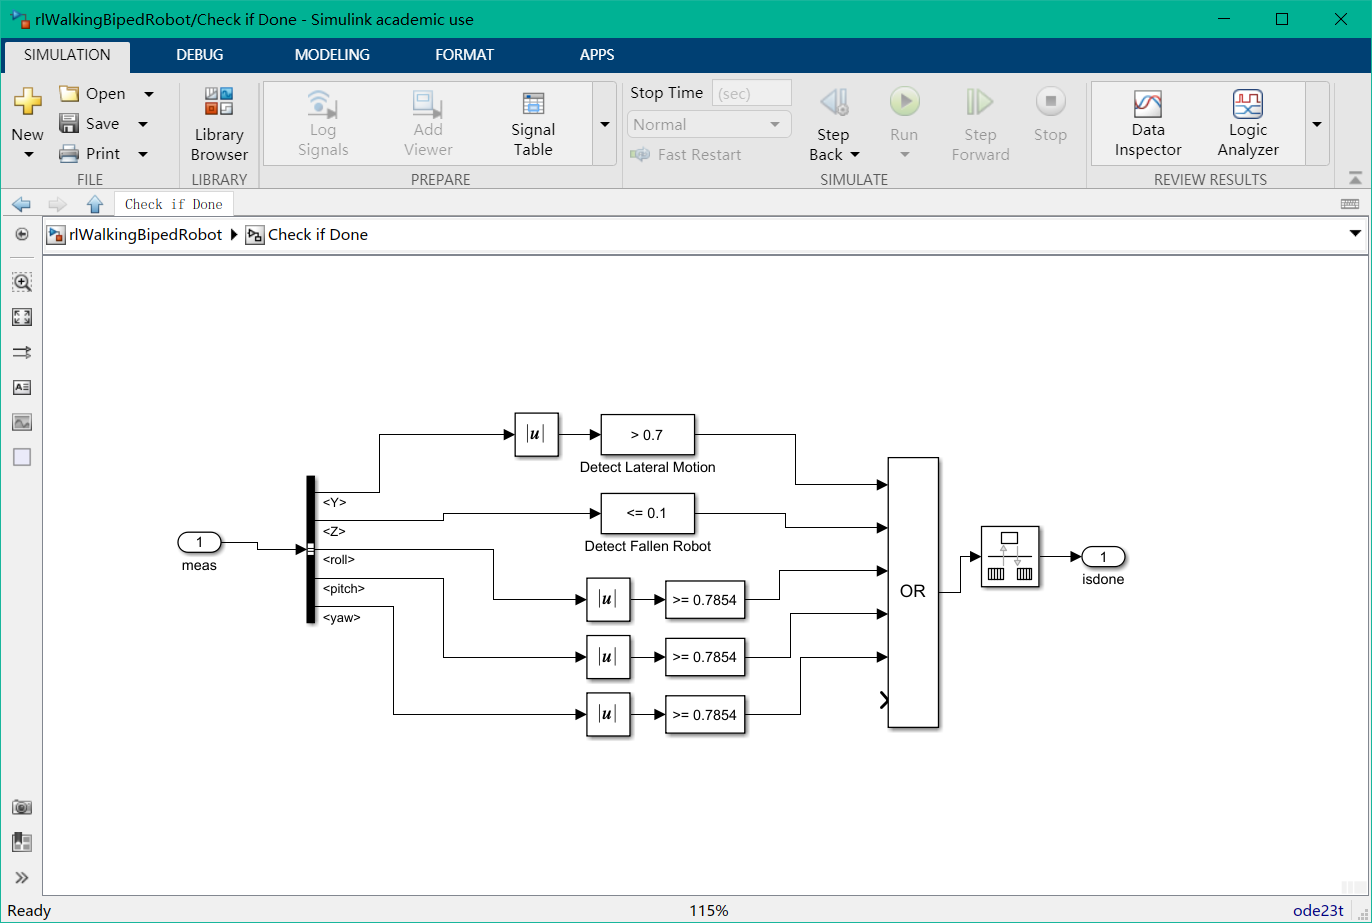 rlWalkingBipedRobot/Check if Done - Simulink academic use
SIMULATION DEBUG MODELING FORMAT APPS
New
Open
Save
Print
FILE
Library
Browser
LIBRARY
Log
Signals
Add
Viewer
Signal
Table
PREPARE
Stop Time (sec)
Normal
Fast Restart
Step
Back
Run
Step
Forward
Stop
SIMULATE
Data
Inspector
Logic
Analyzer
REVIEW RESULTS
Check if Done
rlWalkingBipedRobot Check if Done
|u|
> 0.7
Detect Lateral Motion
<Y>
<= 0.1
Detect Fallen Robot
<Z>
1
meas
<roll>
<pitch>
<yaw>
|u|
>= 0.7854
|u|
>= 0.7854
|u|
>= 0.7854
OR
1
isdone
Ready 115% ode23t